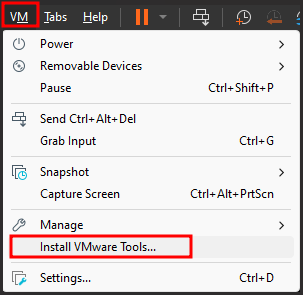 VM Tabs Help
Power
Removable Devices
Pause Ctrl+Shift+P
Send Ctrl+Alt+Del
Grab Input Ctrl+G
Snapshot
Capture Screen Ctrl+Alt+PrtScn
Manage
Install VMware Tools...
Settings... Ctrl+D